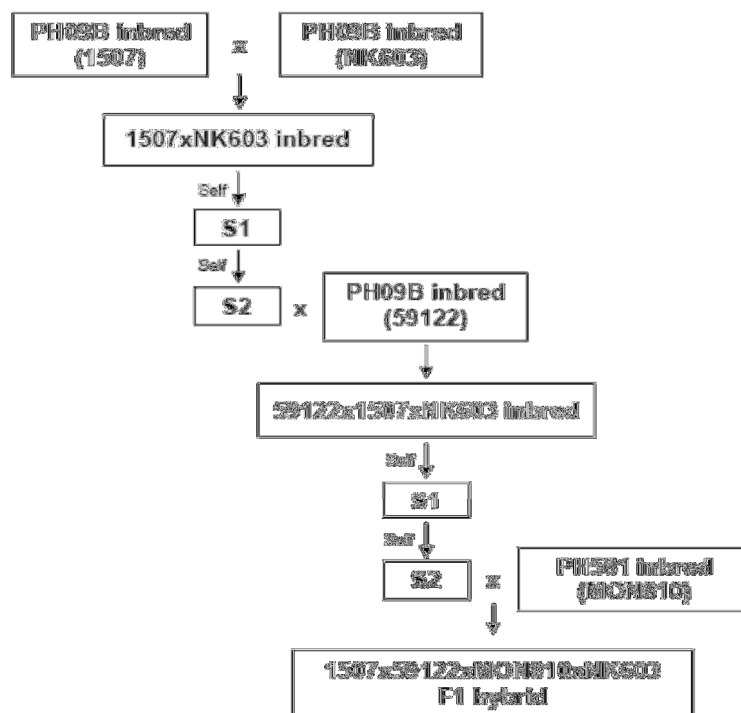 PH09B inbred
(1507)
x
PH09B inbred
(NK603)
1507xNK603 inbred
Self
S1
Self
S2
x
PH09B inbred
(59122)
59122x1507xNK603 inbred
Self
S1
Self
S2
x
inbred
(MON810)
1507x59122xMON810xNK603
F1 hybrid